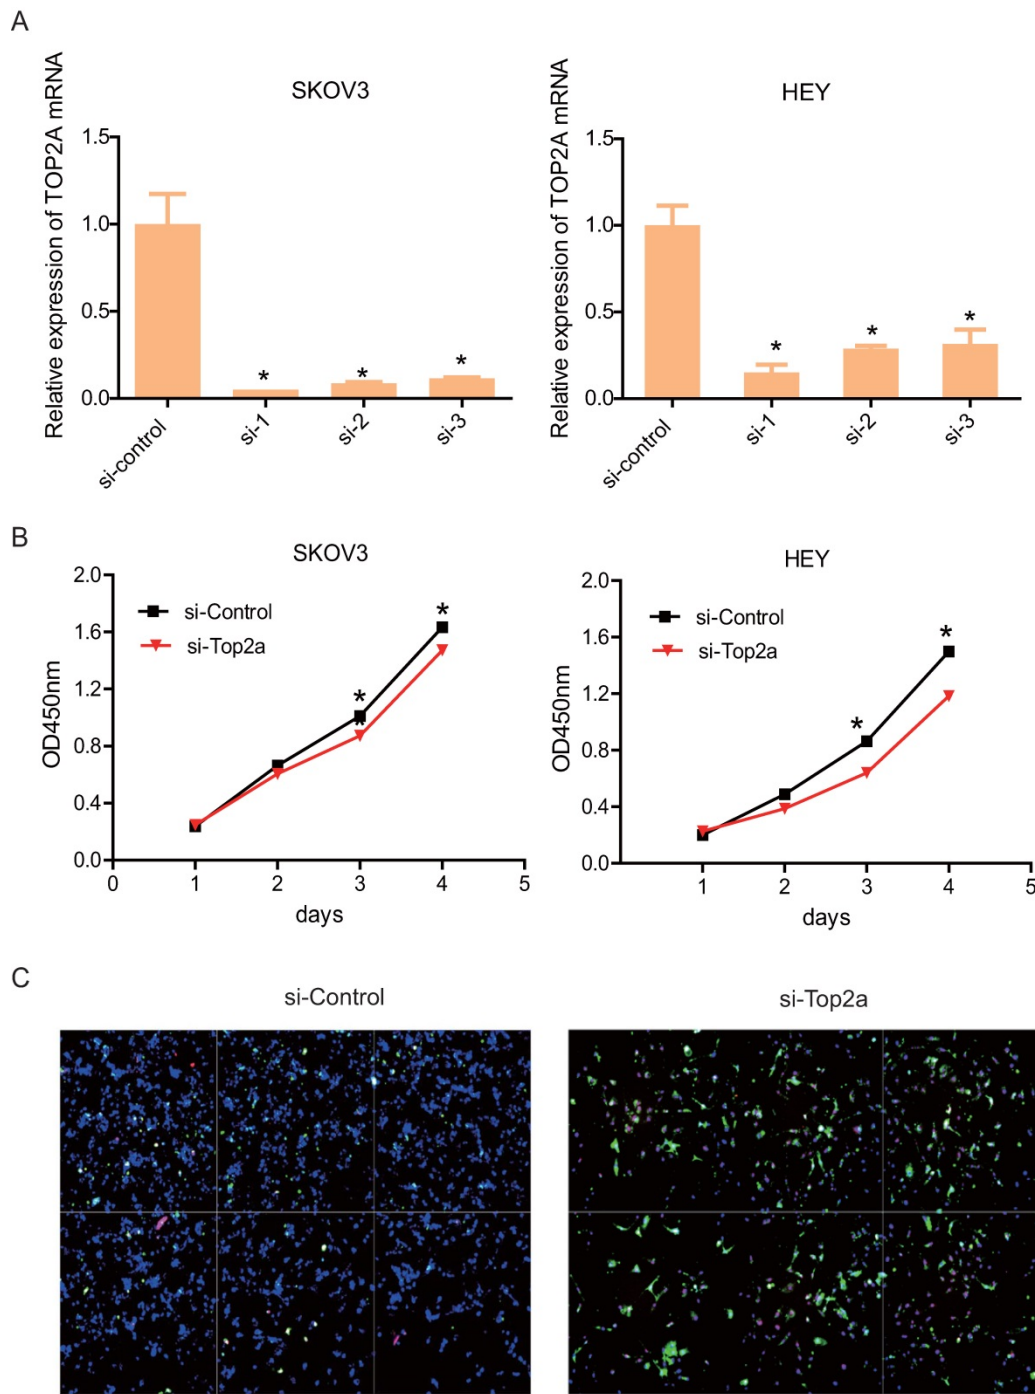 A
SKOV3
Relative expression of TOP2A mRNA
1.5
1.0
0.5
0.0
*
*
*
si-control
si-1
si-2
si-3
HEY
Relative expression of TOP2A mRNA
1.5
1.0
0.5
0.0
*
*
*
si-control
si-1
si-2
si-3
B
SKOV3
OD450nm
2.0
1.6
1.2
0.8
0.4
0.0
si-Control
si-Top2a
*
*
*
0 1 2 3 4 5
days
HEY
OD450nm
2.0
1.6
1.2
0.8
0.4
0.0
si-Control
si-Top2a
*
*
1 2 3 4 5
days
C
si-Control
si-Top2a